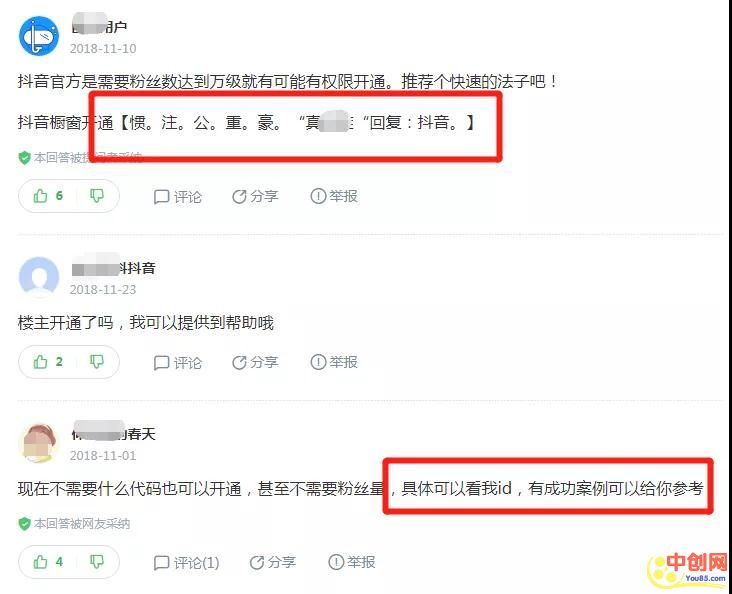 用户
2018-11-10
抖音官方是需要粉丝数达到万级就有可能有权限开通。推荐个快速的法子吧！
抖音橱窗开通【惯。注。公。重。豪。“真 “回复：抖音。】
本回答被提问者采纳
6 评论 分享 举报
抖音
2018-11-23
楼主开通了吗，我可以提供到帮助哦
2 评论 分享 举报
的春天
2018-11-01
现在不需要什么代码也可以开通，甚至不需要粉丝量，具体可以看我id，有成功案例可以给你参考
本回答被网友采纳
4 评论(1) 分享 举报
中创网
You85.com